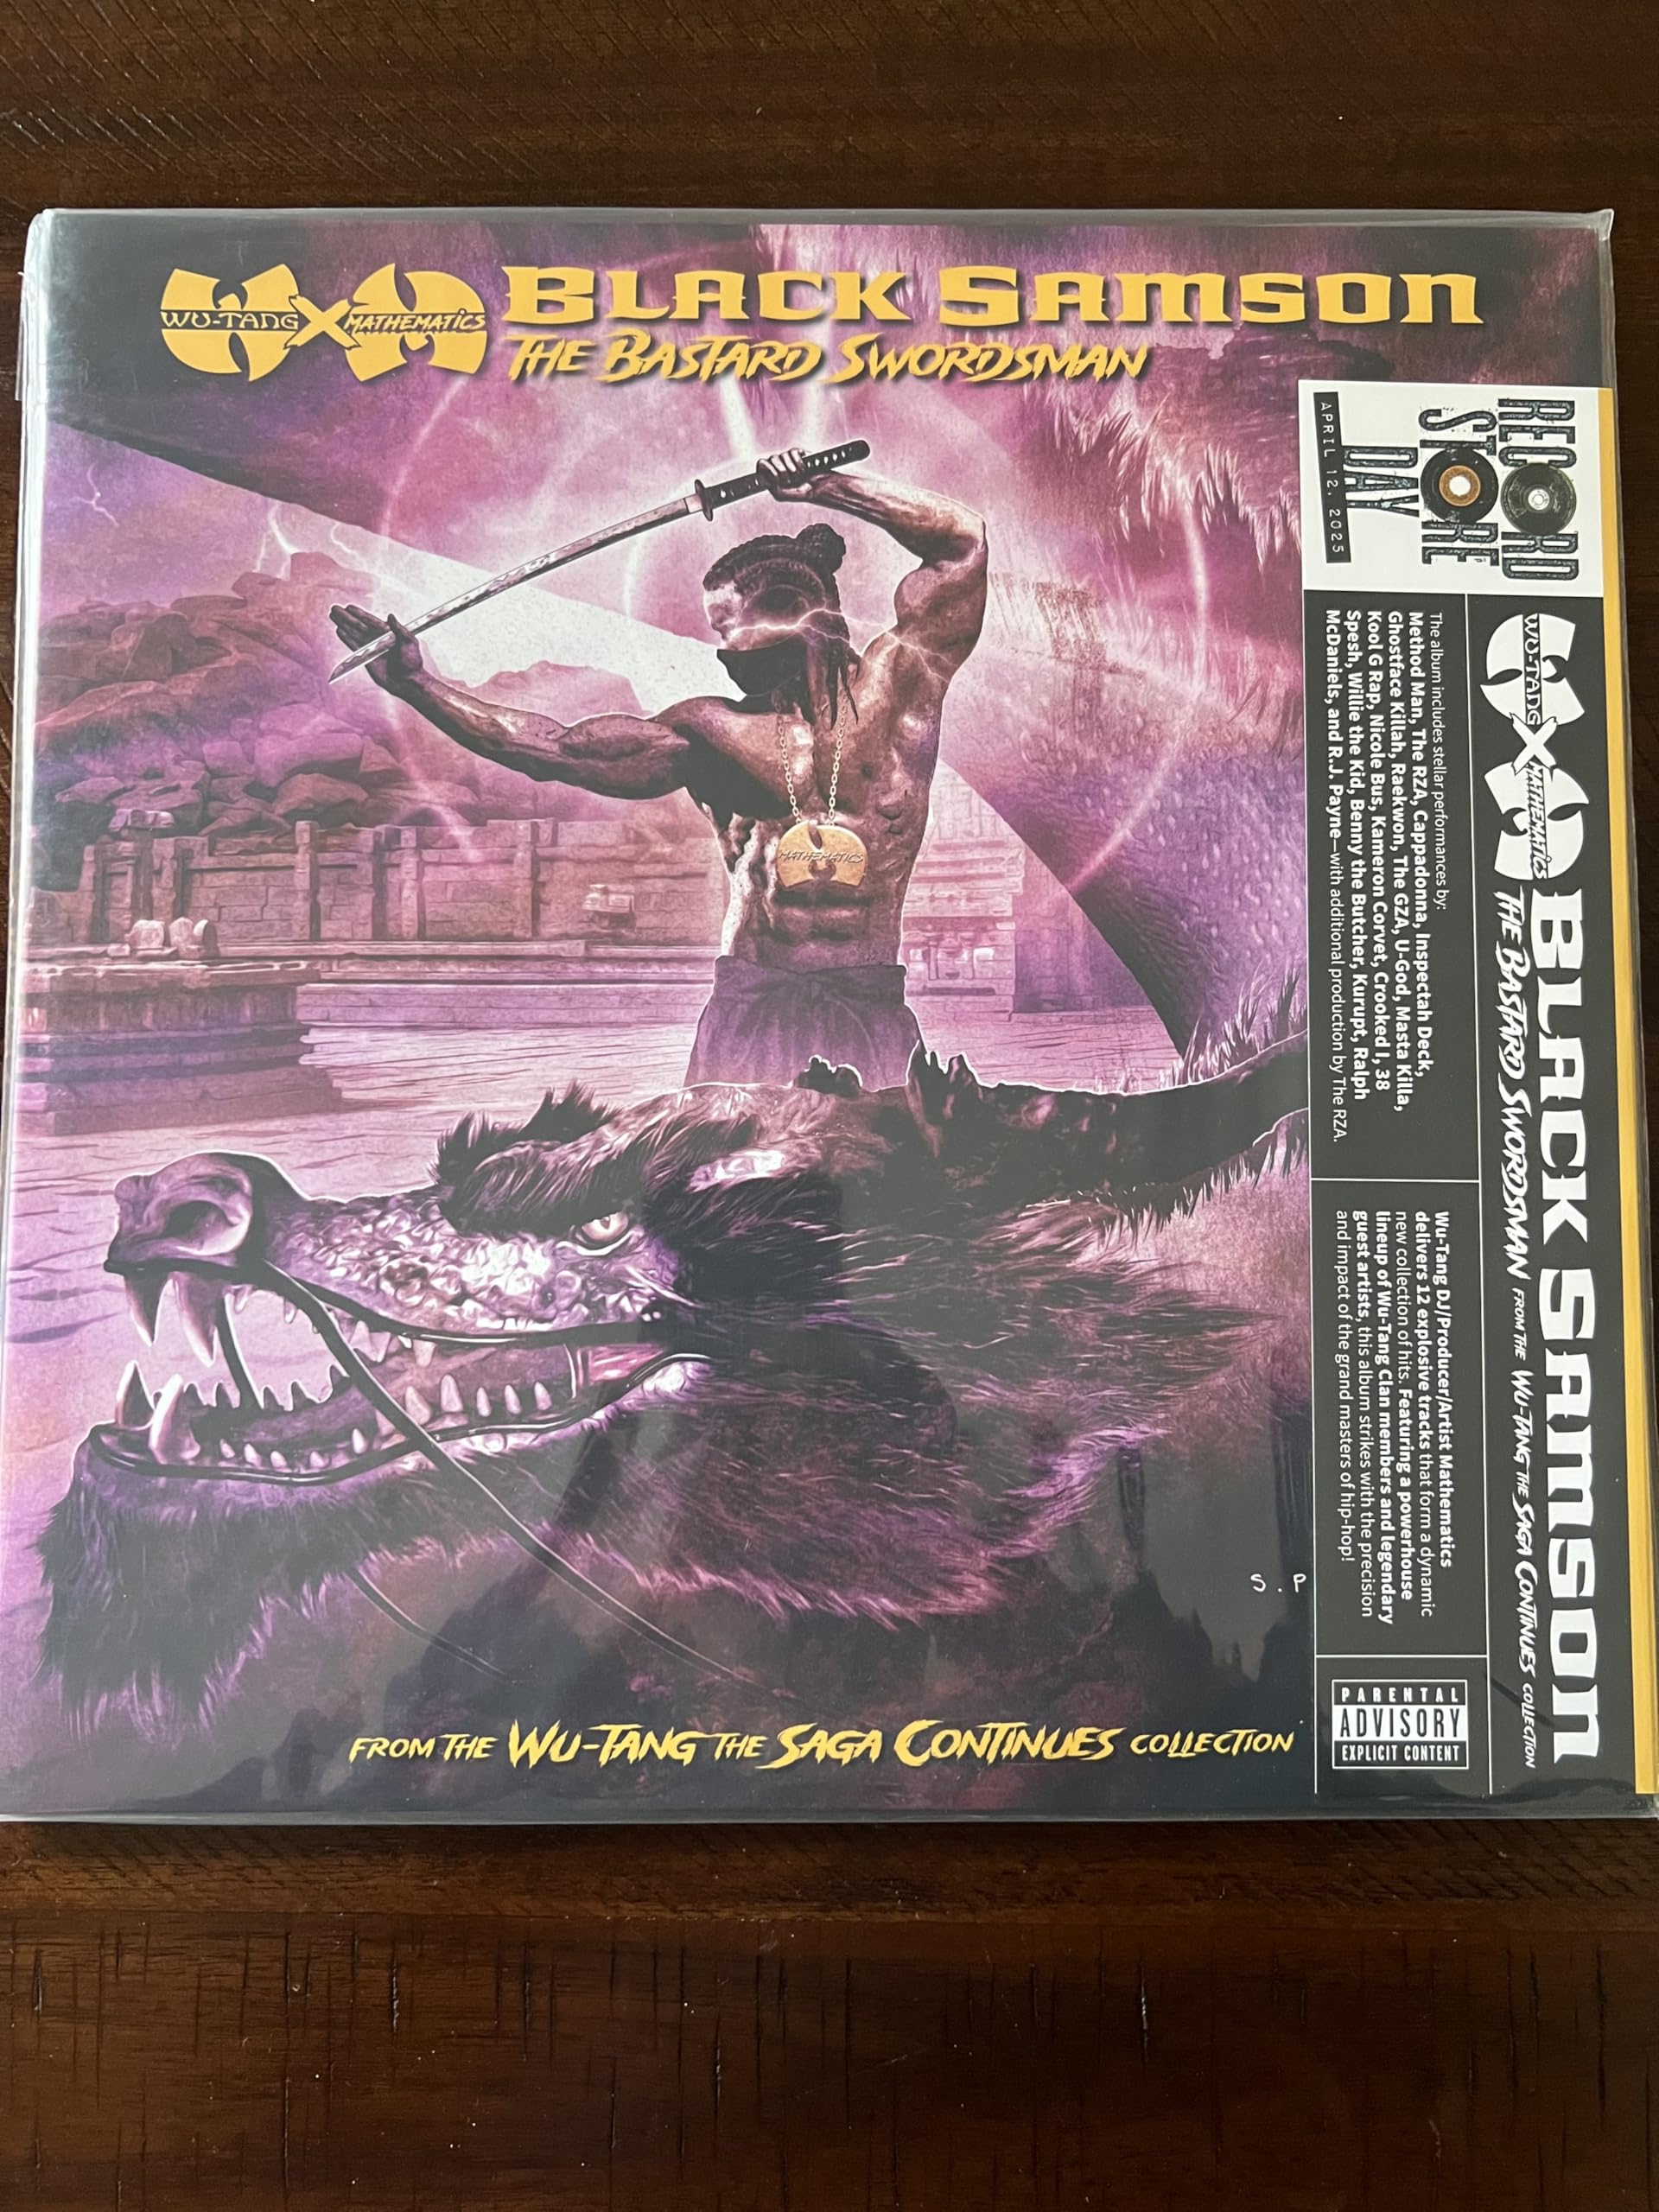 WU-TANG X MATHEMATICS
BLACK SAMSON
THE BASTARD SWORDSMAN
MATHEMATICS
S.P
FROM THE WU-TANG THE SAGA CONTINUES COLLECTION
RECORD
STORE
DAY
APRIL 12, 2025
WU-TANG X MATHEMATICS
BLACK SAMSON
THE BASTARD SWORDSMAN FROM THE WU-TANG THE SAGA CONTINUES COLLECTION
The album includes stellar performances by:
Method Man, The RZA, Cappadonna, Inspectah Deck,
Ghostface Killah, Raekwon, The GZA, U-God, Masta Killa,
Kool G Rap, Nicole Bus, Kameron Corvet, Crooked I, 38
Spesh, Willie the Kid, Benny the Butcher, Kurupt, Ralph
McDaniels, and R.J. Payne—with additional production by The RZA.
Wu-Tang DJ/Producer/Artist Mathematics
delivers 12 explosive tracks that form a dynamic
new collection of hits. Featuring a powerhouse
lineup of Wu-Tang Clan members and legendary
guest artists, this album strikes with the precision
and impact of the grand masters of hip-hop!
PARENTAL
ADVISORY
EXPLICIT CONTENT